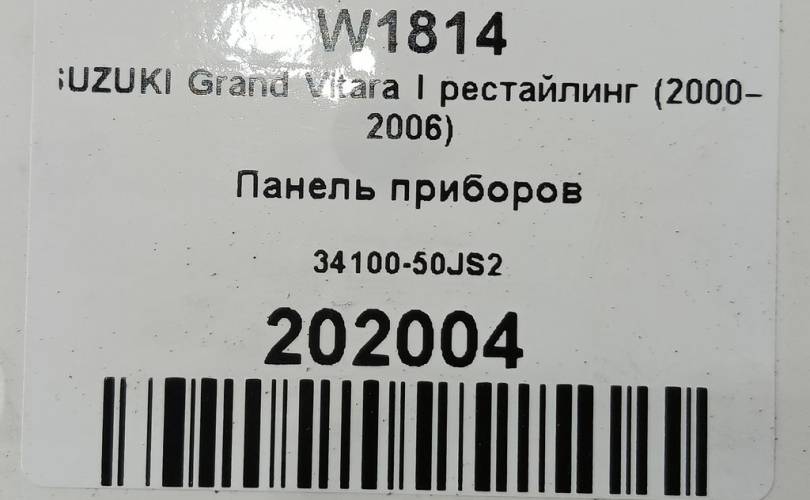 W1814
SUZUKI Grand Vitara I рестайлинг (2000–
2006)
Панель приборов
34100-50JS2
202004